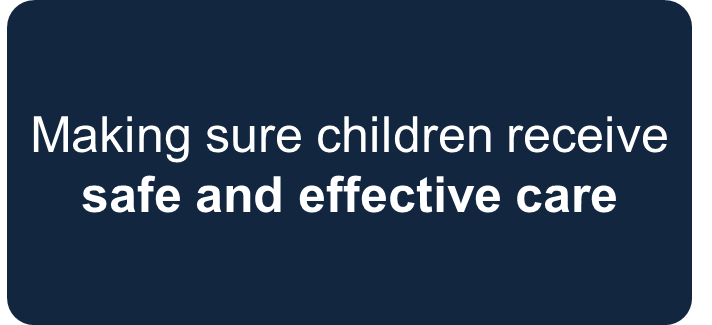 Making sure children receive
safe and effective care